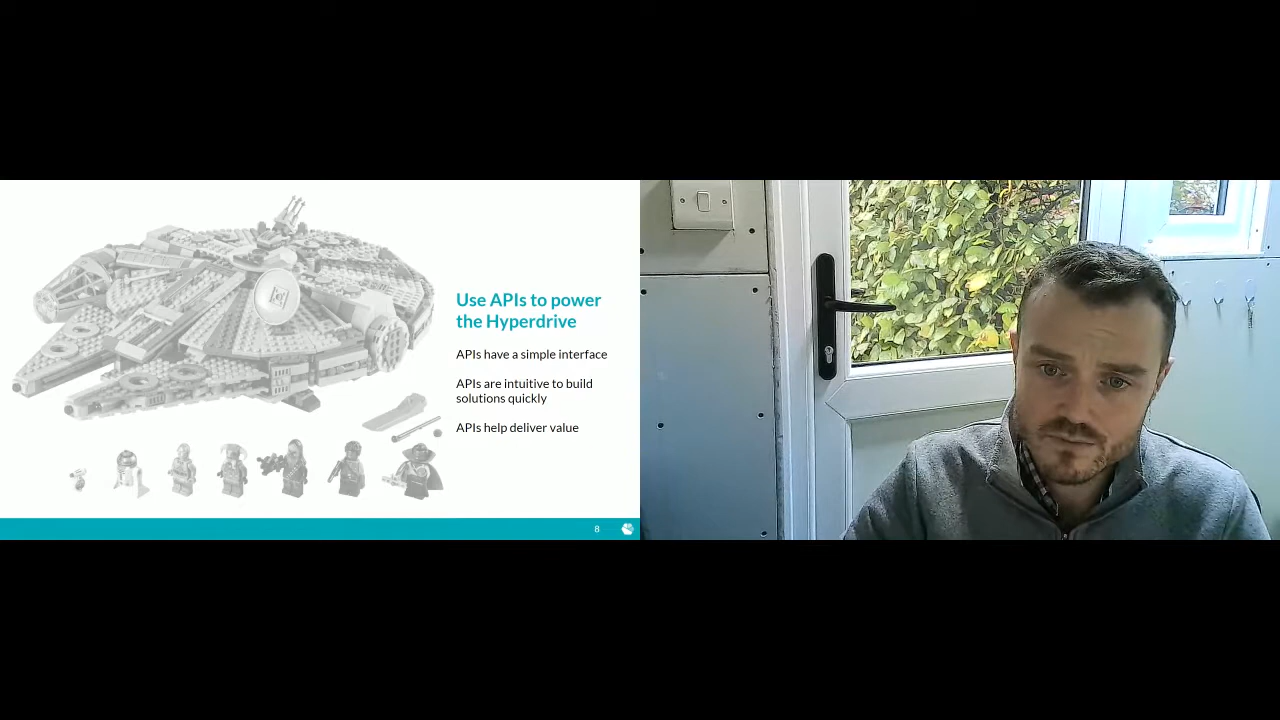 Use APIs to power
the Hyperdrive
APIs have a simple interface
APIs are intuitive to build
solutions quickly
APIs help deliver value
8